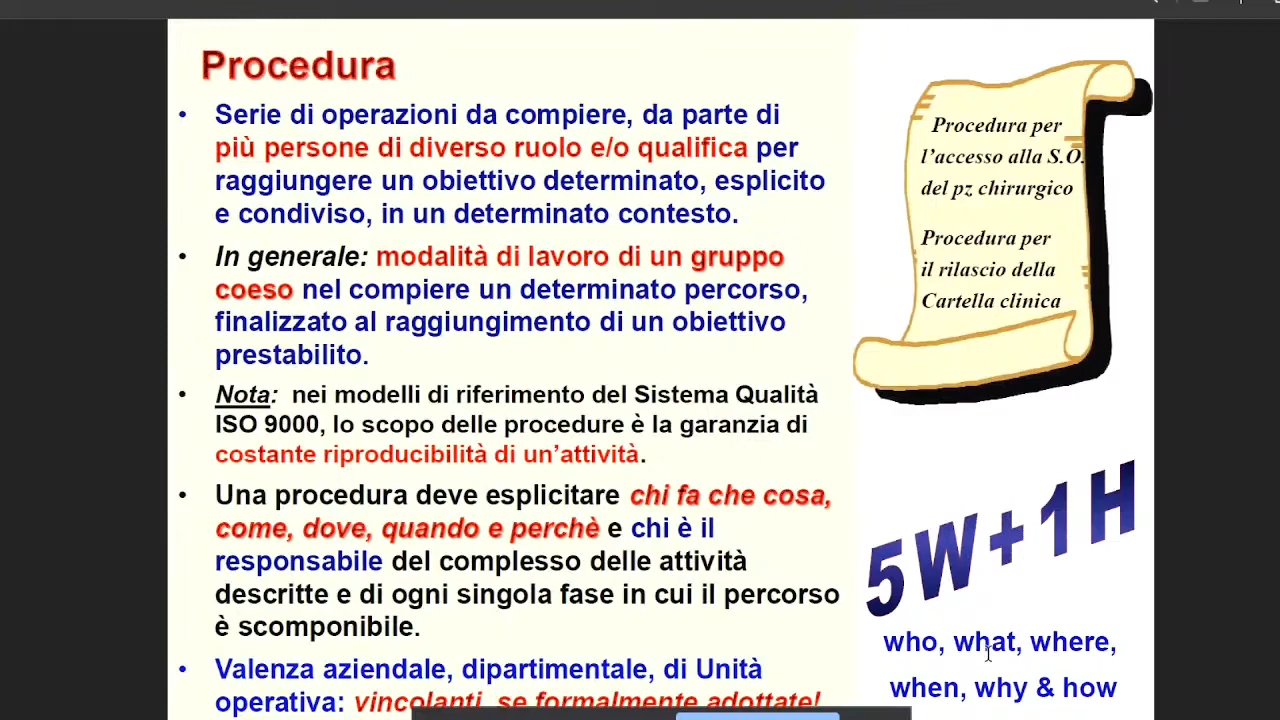 Procedura
• Serie di operazioni da compiere, da parte di
più persone di diverso ruolo e/o qualifica per
raggiungere un obiettivo determinato, esplicito
e condiviso, in un determinato contesto.
• In generale: modalità di lavoro di un gruppo
coeso nel compiere un determinato percorso,
finalizzato al raggiungimento di un obiettivo
prestabilito.
• Nota: nei modelli di riferimento del Sistema Qualità
ISO 9000, lo scopo delle procedure è la garanzia di
costante riproducibilità di un'attività.
• Una procedura deve esplicitare chi fa che cosa,
come, dove, quando e perchè e chi è il
responsabile del complesso delle attività
descritte e di ogni singola fase in cui il percorso
è scomponibile.
• Valenza aziendale, dipartimentale, di Unità
operativa: vincolanti, se formalmente adottate!
Procedura per
l'accesso alla S.O.
del pz chirurgico
Procedura per
il rilascio della
Cartella clinica
5W+1H
who, what, where,
when, why & how